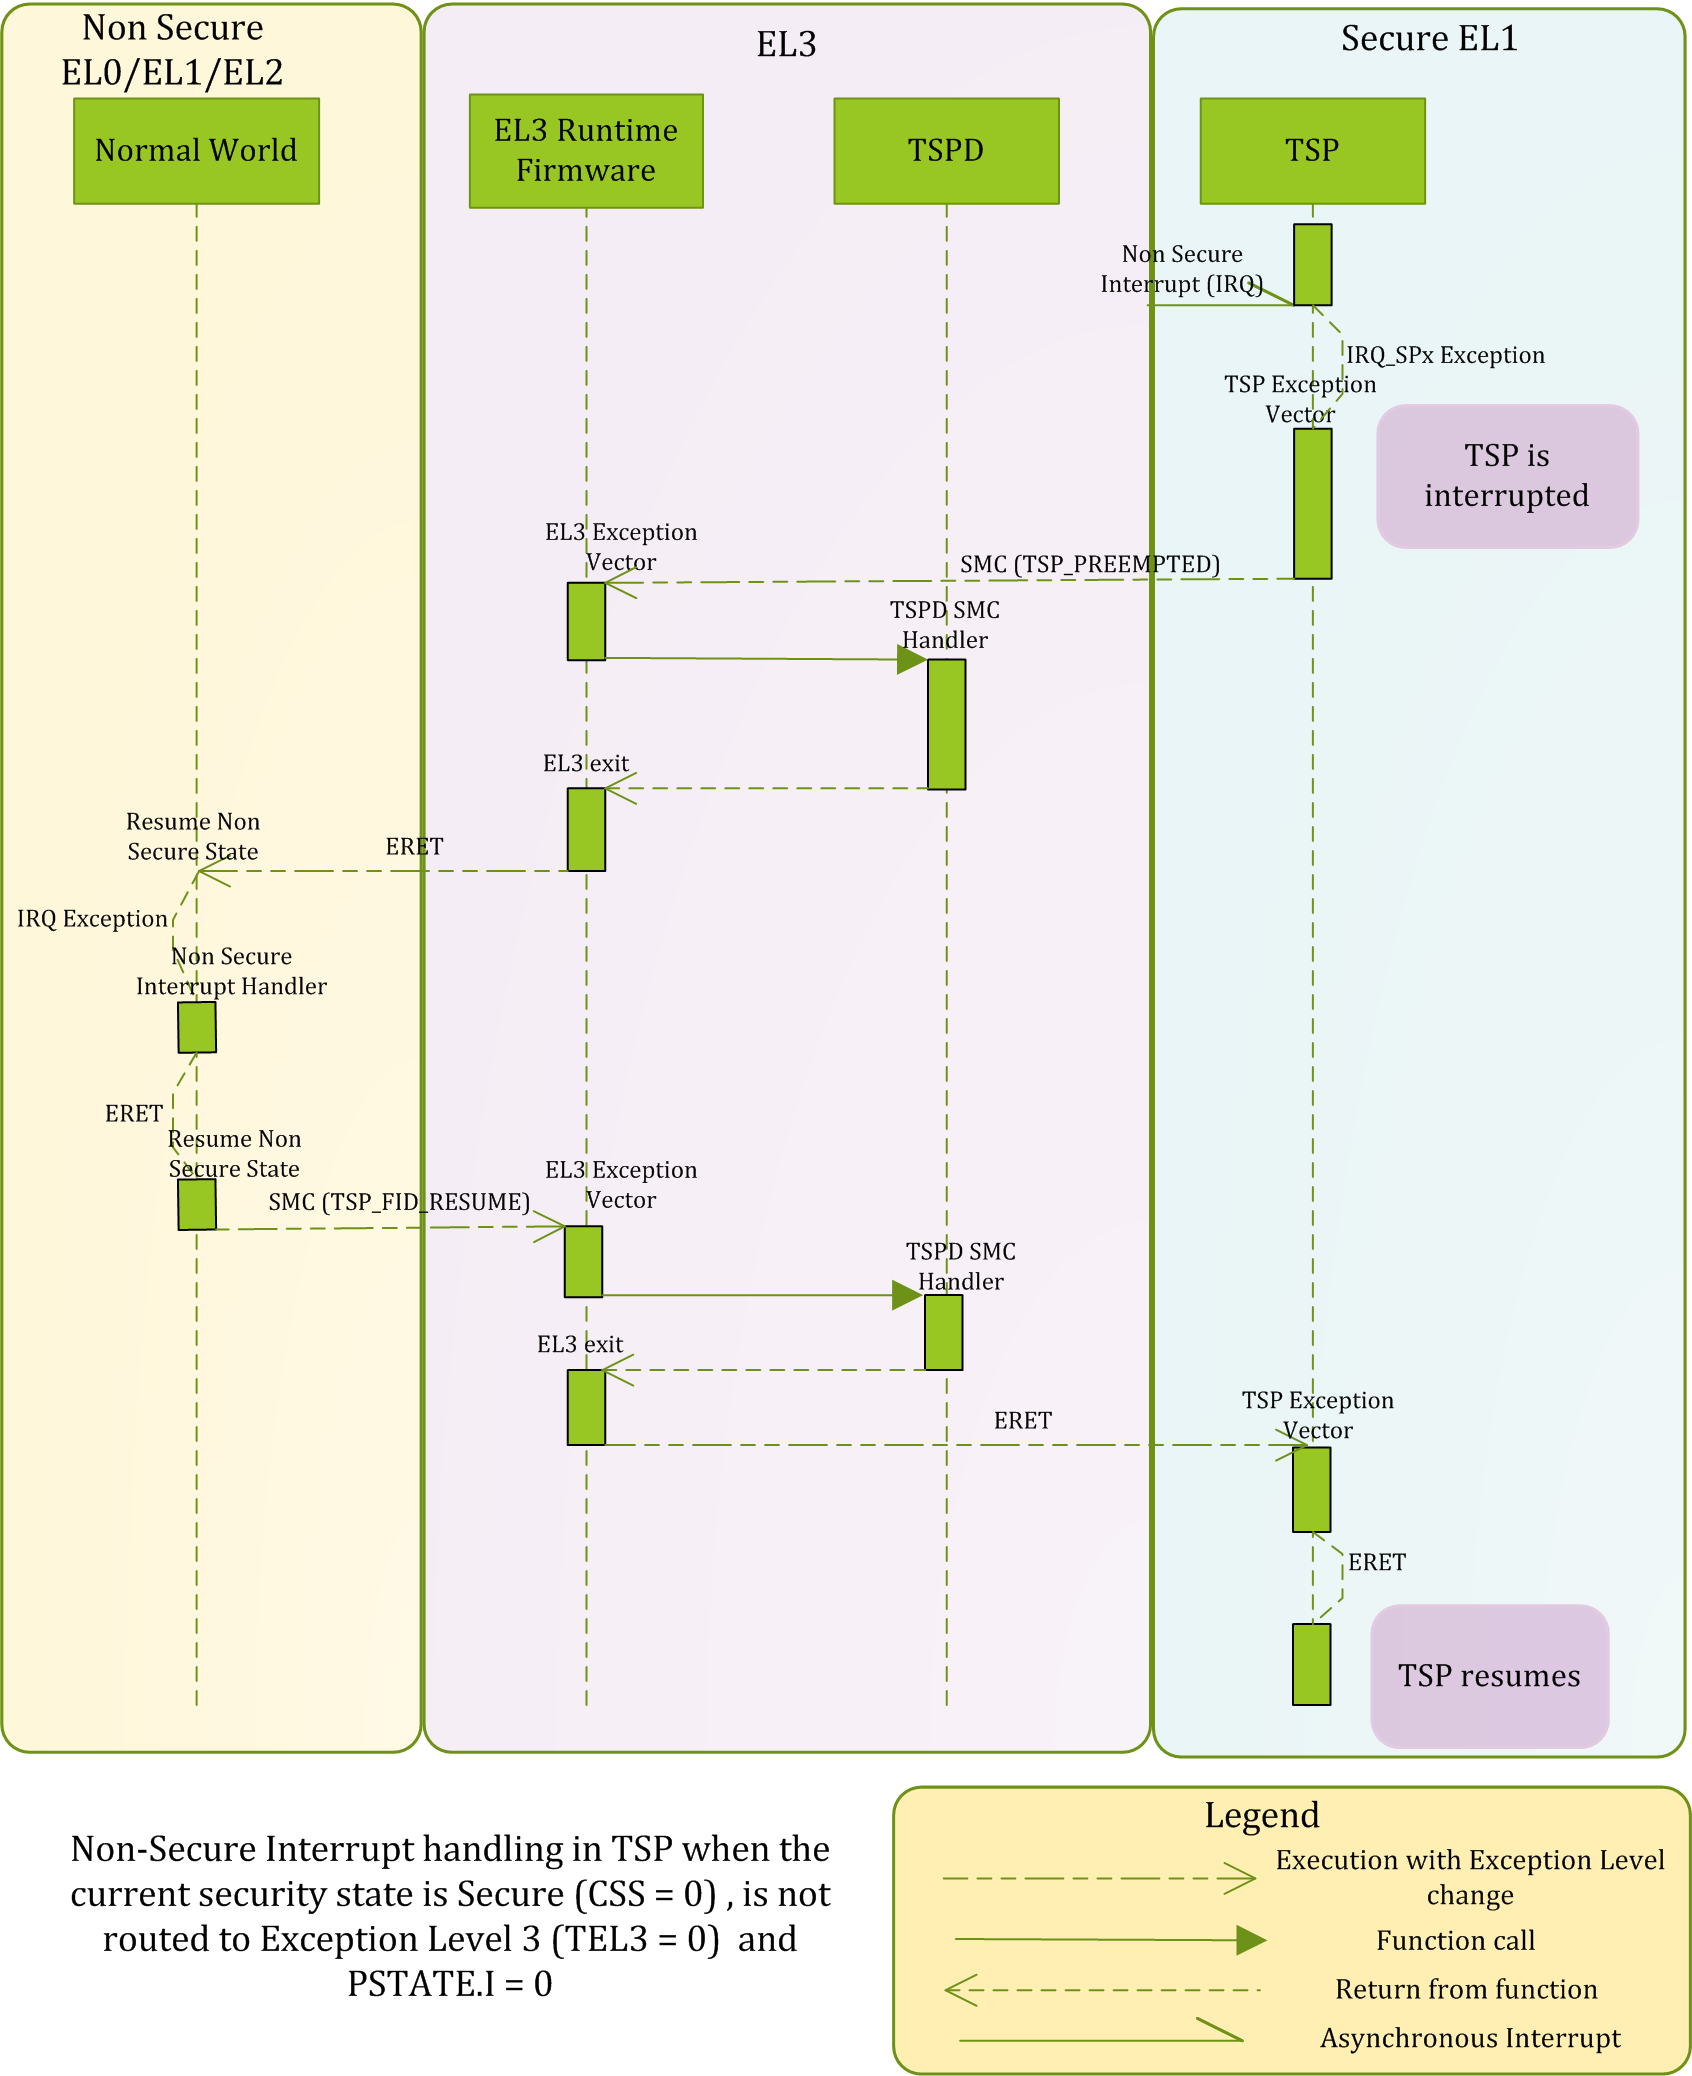 Non Secure
EL0/EL1/EL2
EL3
Secure EL1
Normal World
EL3 Runtime
Firmware
TSPD
TSP
Non Secure
Interrupt (IRQ)
IRQ_SPx Exception
TSP Exception
Vector
TSP is
interrupted
EL3 Exception
Vector
SMC (TSP_PREEMPTED)
TSPD SMC
Handler
EL3 exit
Resume Non
Secure State
ERET
IRQ Exception
Non Secure
Interrupt Handler
ERET
Resume Non
Secure State
SMC (TSP_FID_RESUME)
EL3 Exception
Vector
TSPD SMC
Handler
EL3 exit
ERET
TSP Exception
Vector
ERET
TSP resumes
Non-Secure Interrupt handling in TSP when the
current security state is Secure (CSS = 0) , is not
routed to Exception Level 3 (TEL3 = 0)  and
PSTATE.I = 0
Legend
Execution with Exception Level
change
Function call
Return from function
Asynchronous Interrupt